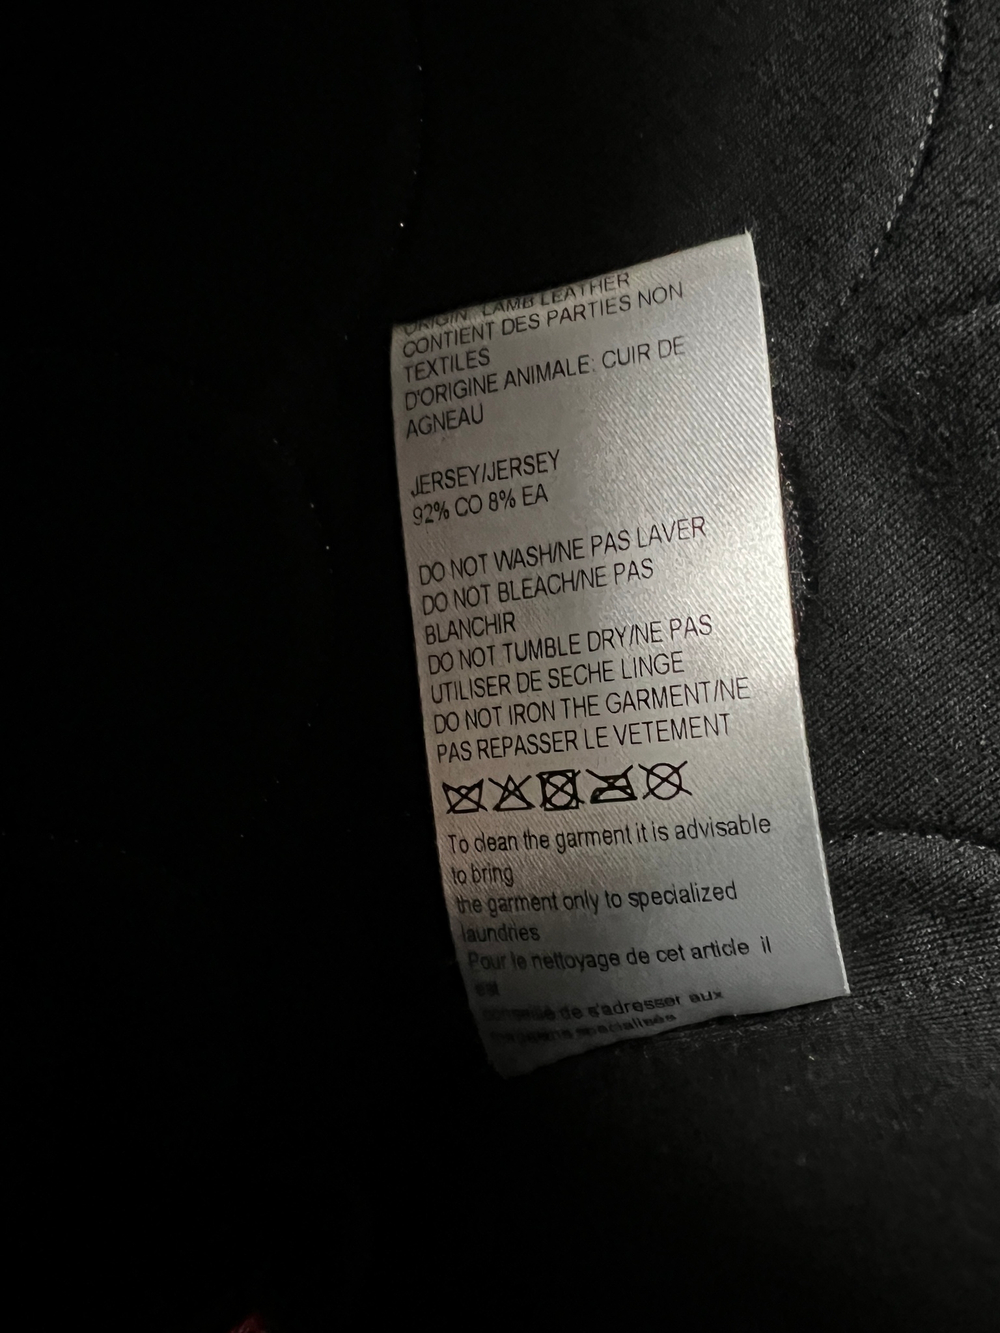 ORIGIN: LAMB LEATHER
CONTIENT DES PARTIES NON
TEXTILES
D'ORIGINE ANIMALE: CUIR DE
AGNEAU
JERSEY/JERSEY
92% CO 8% EA
DO NOT WASH/NE PAS LAVER
DO NOT BLEACH/NE PAS
BLANCHIR
DO NOT TUMBLE DRY/NE PAS
UTILISER DE SECHE LINGE
DO NOT IRON THE GARMENT/NE
PAS REPASSER LE VETEMENT
To clean the garment it is advisable
to bring
the garment only to specialized
laundries
Pour le nettoyage de cet article il
est
conseillé de s'adresser aux
spécialisés